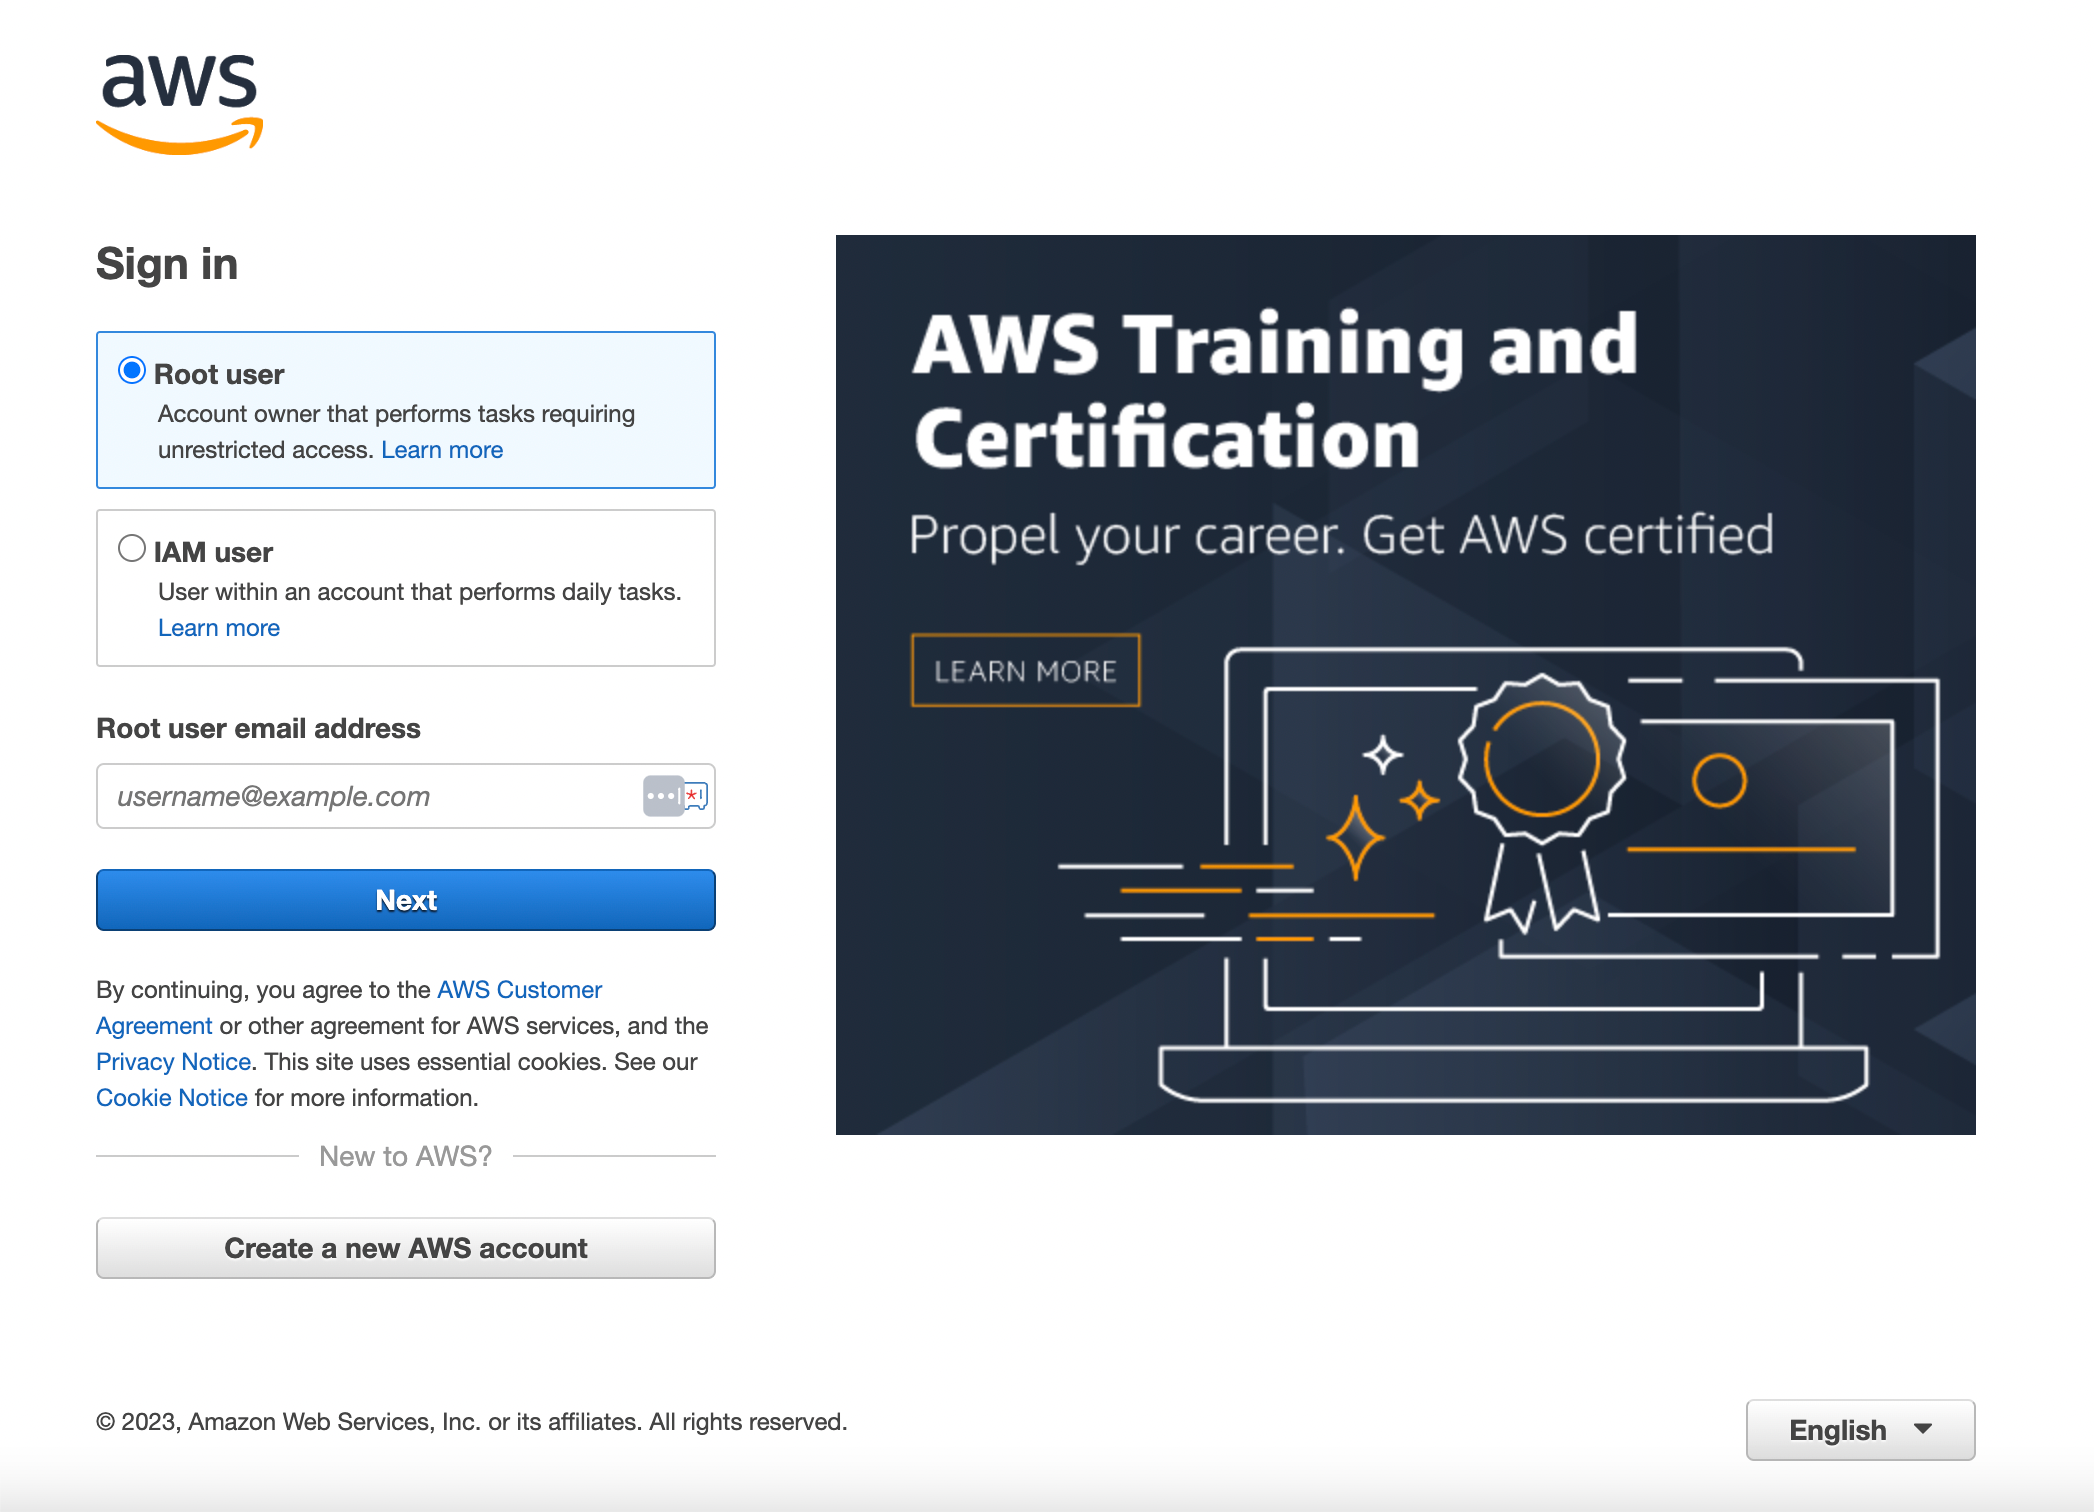 aws
Sign in
Root user
Account owner that performs tasks requiring
unrestricted access. Learn more
IAM user
User within an account that performs daily tasks.
Learn more
Root user email address
username@example.com
Next
By continuing, you agree to the AWS Customer
Agreement or other agreement for AWS services, and the
Privacy Notice. This site uses essential cookies. See our
Cookie Notice for more information.
New to AWS?
Create a new AWS account
AWS Training and
Certification
Propel your career. Get AWS certified
LEARN MORE
© 2023, Amazon Web Services, Inc. or its affiliates. All rights reserved.
English